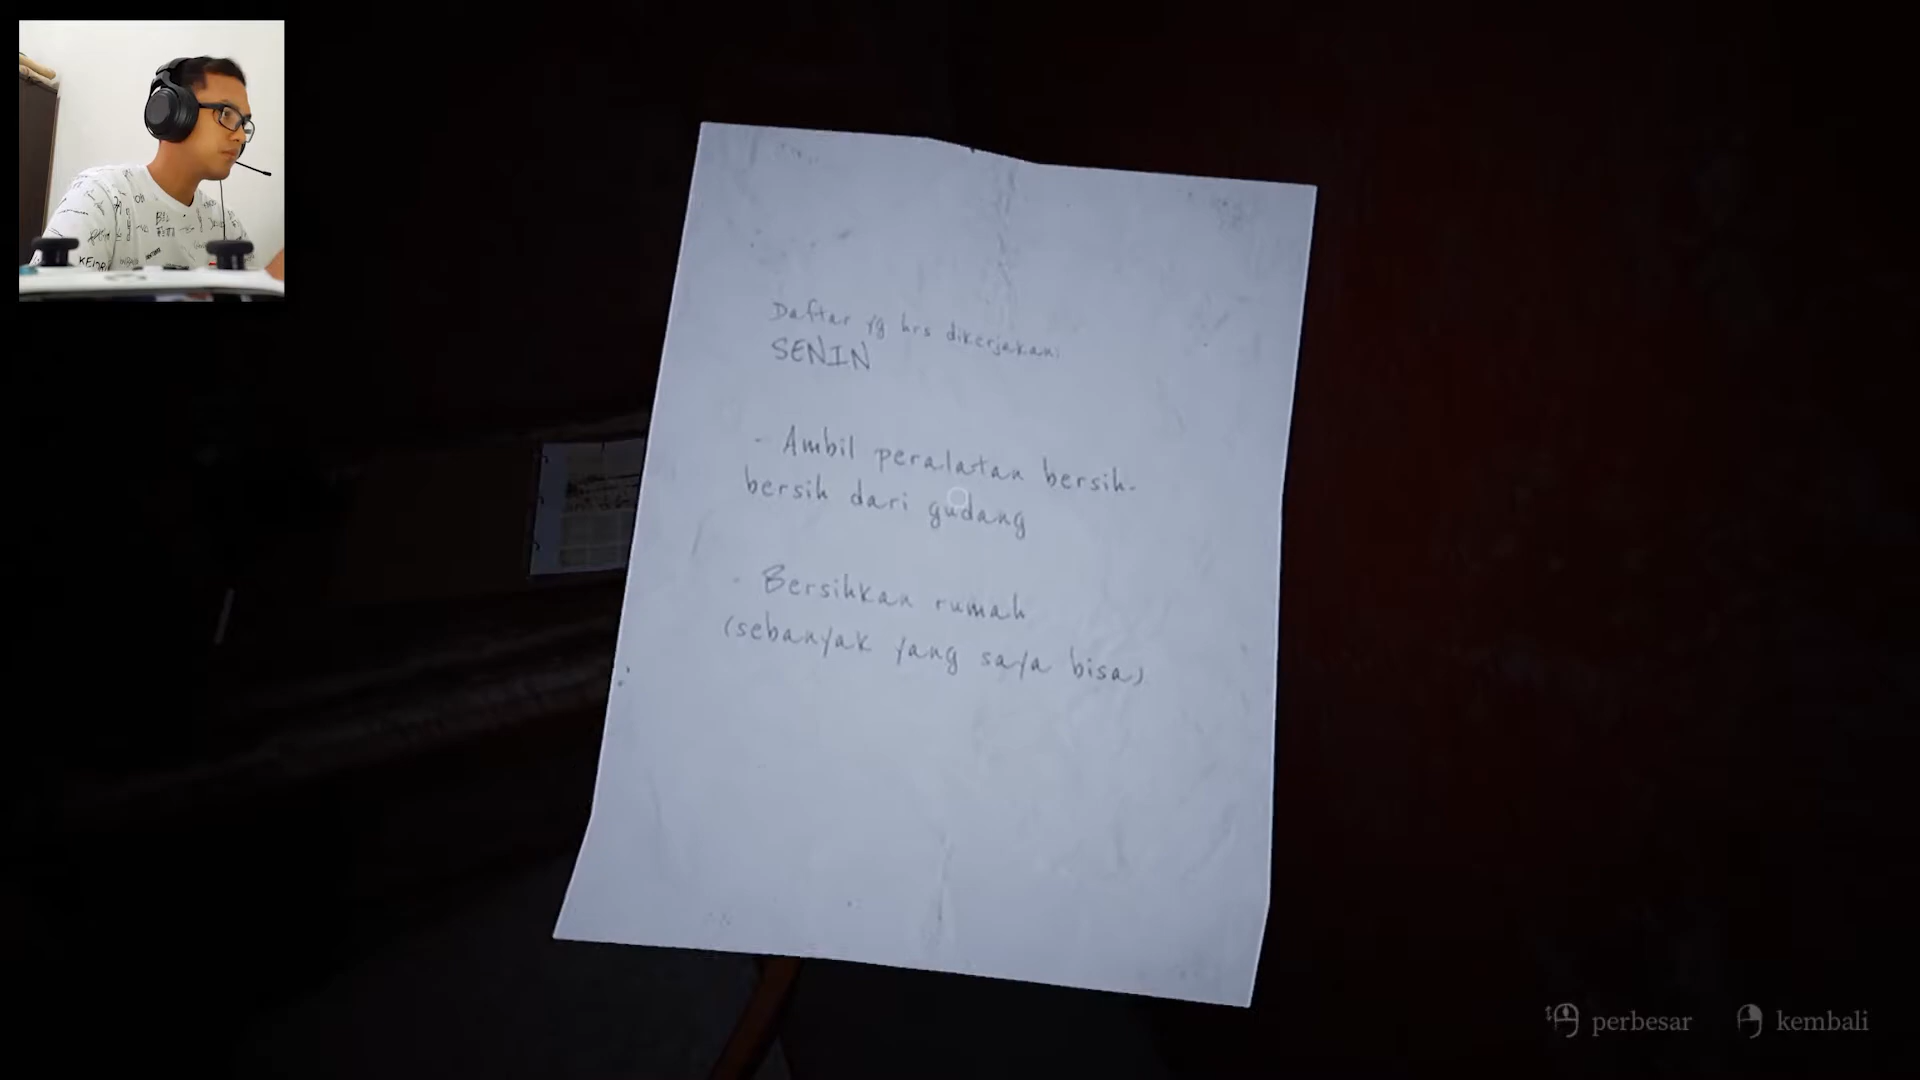 Daftar yg hrs dikerjakan:
SENIN
- Ambil peralatan bersih-
bersih dari gudang
- Bersihkan rumah
(sebanyak yang saya bisa)
perbesar
kembali